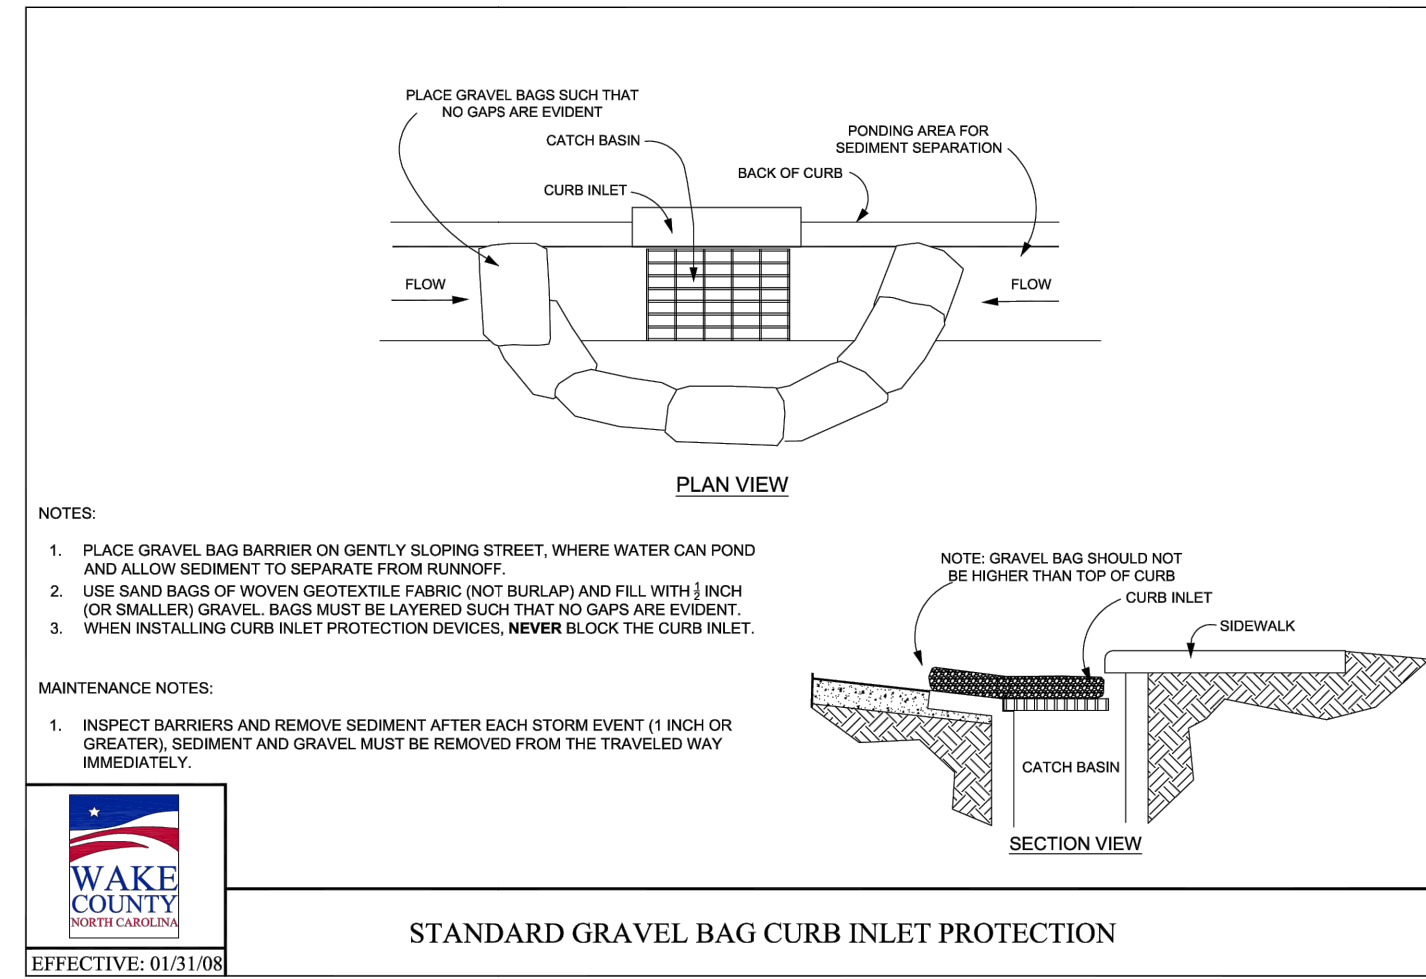 PLACE GRAVEL BAGS SUCH THAT
NO GAPS ARE EVIDENT
CATCH BASIN
CURB INLET
BACK OF CURB
PONDING AREA FOR
SEDIMENT SEPARATION
FLOW
FLOW
PLAN VIEW
NOTES:
1. PLACE GRAVEL BAG BARRIER ON GENTLY SLOPING STREET, WHERE WATER CAN POND
AND ALLOW SEDIMENT TO SEPARATE FROM RUNNOFF.
2. USE SAND BAGS OF WOVEN GEOTEXTILE FABRIC (NOT BURLAP) AND FILL WITH ½ INCH
(OR SMALLER) GRAVEL. BAGS MUST BE LAYERED SUCH THAT NO GAPS ARE EVIDENT.
3. WHEN INSTALLING CURB INLET PROTECTION DEVICES, NEVER BLOCK THE CURB INLET.
MAINTENANCE NOTES:
1. INSPECT BARRIERS AND REMOVE SEDIMENT AFTER EACH STORM EVENT (1 INCH OR
GREATER), SEDIMENT AND GRAVEL MUST BE REMOVED FROM THE TRAVELED WAY
IMMEDIATELY.
NOTE: GRAVEL BAG SHOULD NOT
BE HIGHER THAN TOP OF CURB
CURB INLET
SIDEWALK
CATCH BASIN
SECTION VIEW
WAKE
COUNTY
NORTH CAROLINA
EFFECTIVE: 01/31/08
STANDARD GRAVEL BAG CURB INLET PROTECTION